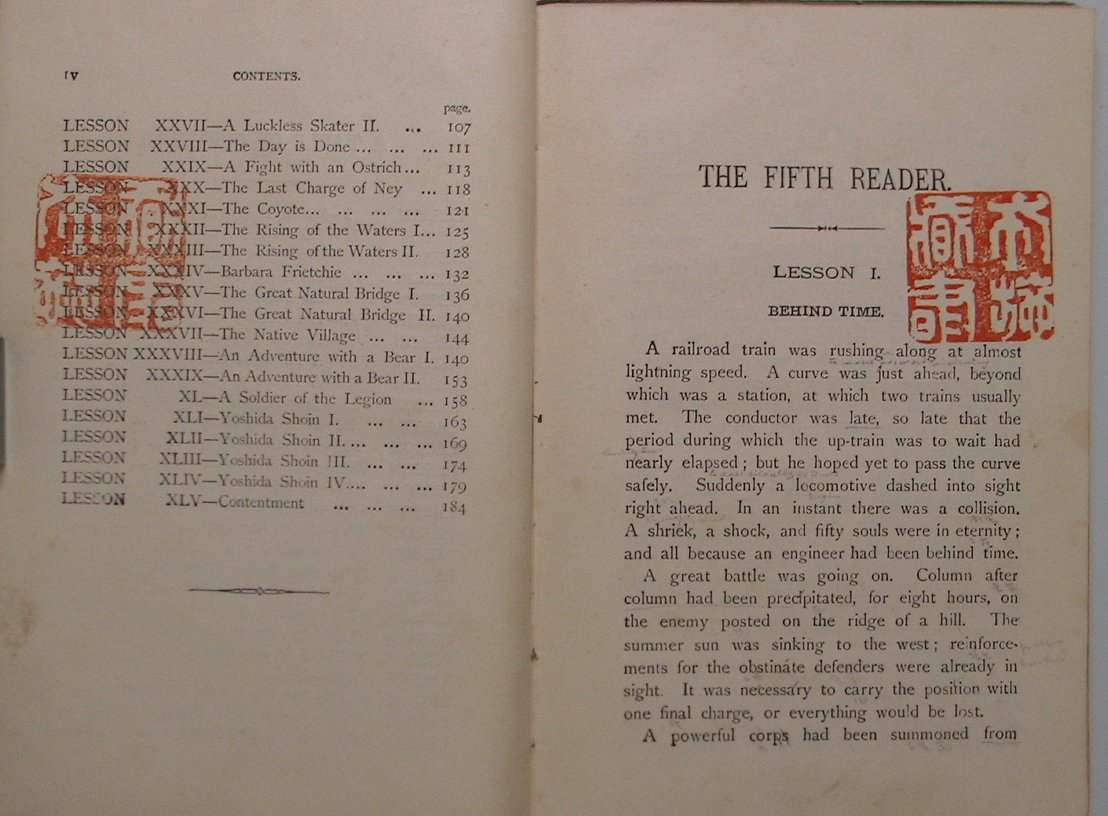 IV CONTENTS.
page.
LESSON XXVII—A Luckless Skater II. ... 107
LESSON XXVIII—The Day is Done ... ... ... 111
LESSON XXIX—A Fight with an Ostrich ... 113
LESSON XXX—The Last Charge of Ney ... 118
LESSON XXXI—The Coyote... ... ... ... 121
LESSON XXXII—The Rising of the Waters I... 125
LESSON XXXIII—The Rising of the Waters II. 128
LESSON XXXIV—Barbara Frietchie ... ... ... 132
LESSON XXXV—The Great Natural Bridge I. 136
LESSON XXXVI—The Great Natural Bridge II. 140
LESSON XXXVII—The Native Village ... ... 144
LESSON XXXVIII—An Adventure with a Bear I. 140
LESSON XXXIX—An Adventure with a Bear II. 153
LESSON XL—A Soldier of the Legion ... 158
LESSON XLI—Yoshida Shoin I. ... ... 163
LESSON XLII—Yoshida Shoin II. ... ... ... 169
LESSON XLIII—Yoshida Shoin III. ... ... 174
LESSON XLIV—Yoshida Shoin IV. ... ... ... 179
LESSON XLV—Contentment ... ... ... 184
THE FIFTH READER.
LESSON I.
BEHIND TIME.
A railroad train was rushing along at almost
lightning speed. A curve was just ahead, beyond
which was a station, at which two trains usually
met. The conductor was late, so late that the
period during which the up-train was to wait had
nearly elapsed; but he hoped yet to pass the curve
safely. Suddenly a locomotive dashed into sight
right ahead. In an instant there was a collision.
A shriek, a shock, and fifty souls were in eternity;
and all because an engineer had been behind time.
A great battle was going on. Column after
column had been precipitated, for eight hours, on
the enemy posted on the ridge of a hill. The
summer sun was sinking to the west; reinforce-
ments for the obstinate defenders were already in
sight. It was necessary to carry the position with
one final charge, or everything would be lost.
A powerful corps had been summoned from